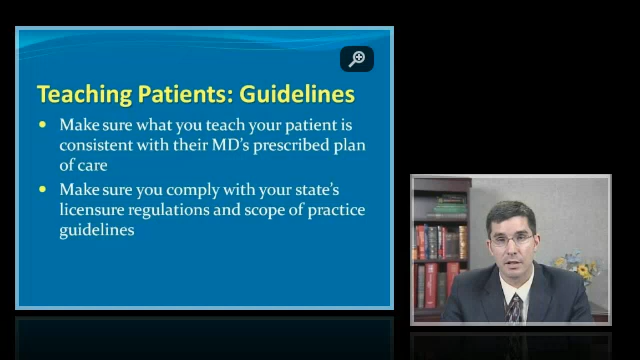 Teaching Patients: Guidelines
• Make sure what you teach your patient is
consistent with their MD's prescribed plan
of care
• Make sure you comply with your state's
licensure regulations and scope of practice
guidelines